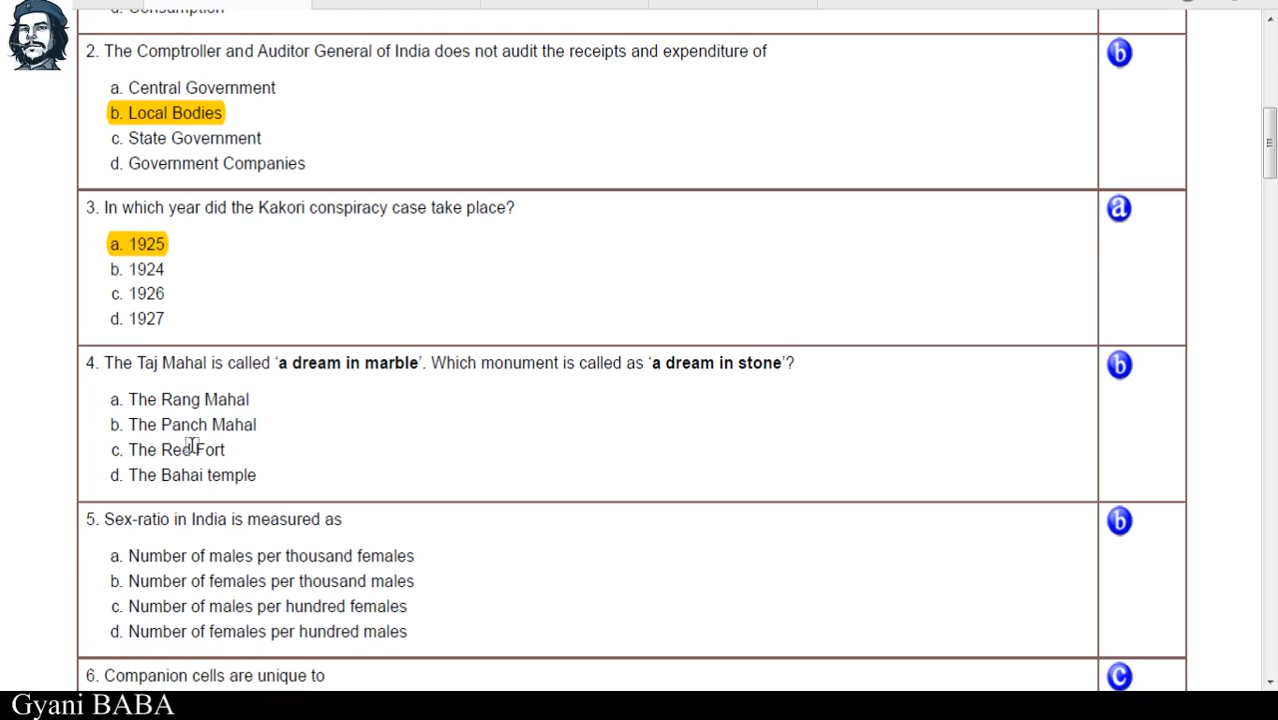 d. Consumption
2. The Comptroller and Auditor General of India does not audit the receipts and expenditure of
b
a. Central Government
b. Local Bodies
c. State Government
d. Government Companies
3. In which year did the Kakori conspiracy case take place?
a
a. 1925
b. 1924
c. 1926
d. 1927
4. The Taj Mahal is called ‘a dream in marble’. Which monument is called as ‘a dream in stone’?
b
a. The Rang Mahal
b. The Panch Mahal
c. The Red Fort
d. The Bahai temple
5. Sex-ratio in India is measured as
b
a. Number of males per thousand females
b. Number of females per thousand males
c. Number of males per hundred females
d. Number of females per hundred males
6. Companion cells are unique to
c
Gyani BABA